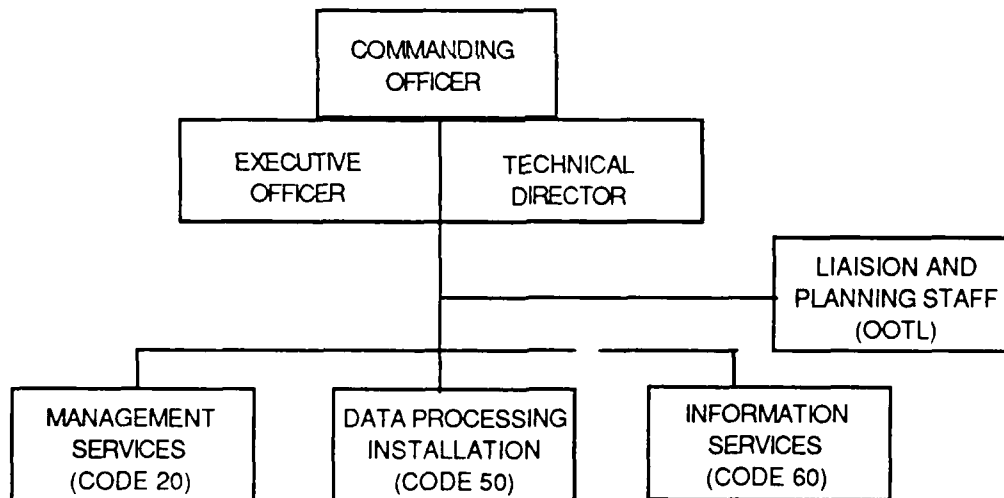 COMMANDING
OFFICER
EXECUTIVE
OFFICER
TECHNICAL
DIRECTOR
LIAISION AND
PLANNING STAFF
(OOTL)
MANAGEMENT
SERVICES
(CODE 20)
DATA PROCESSING
INSTALLATION
(CODE 50)
INFORMATION
SERVICES
(CODE 60)